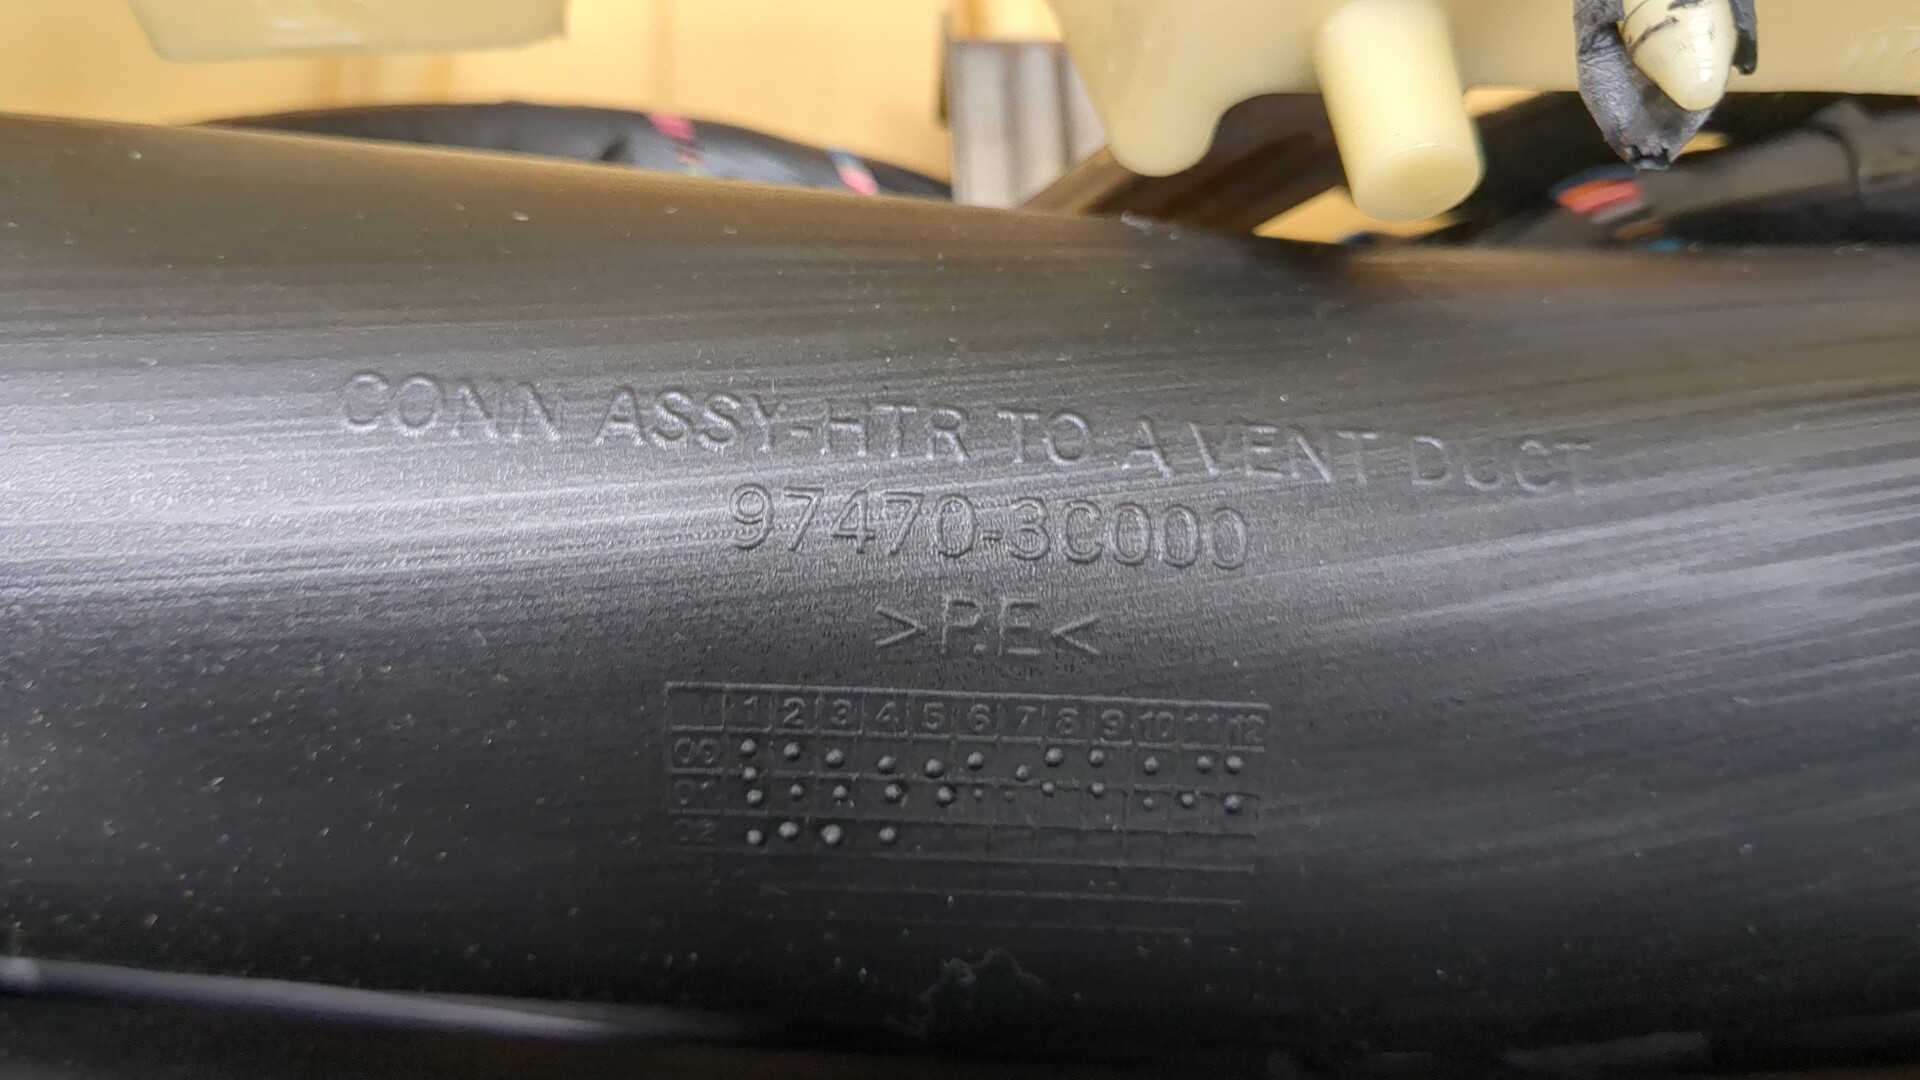 CONN ASSY-HTR TO A\VENT DUCT
97470-3C000
>P.E<
1 2 3 4 5 6 7 8 9 10 11 12